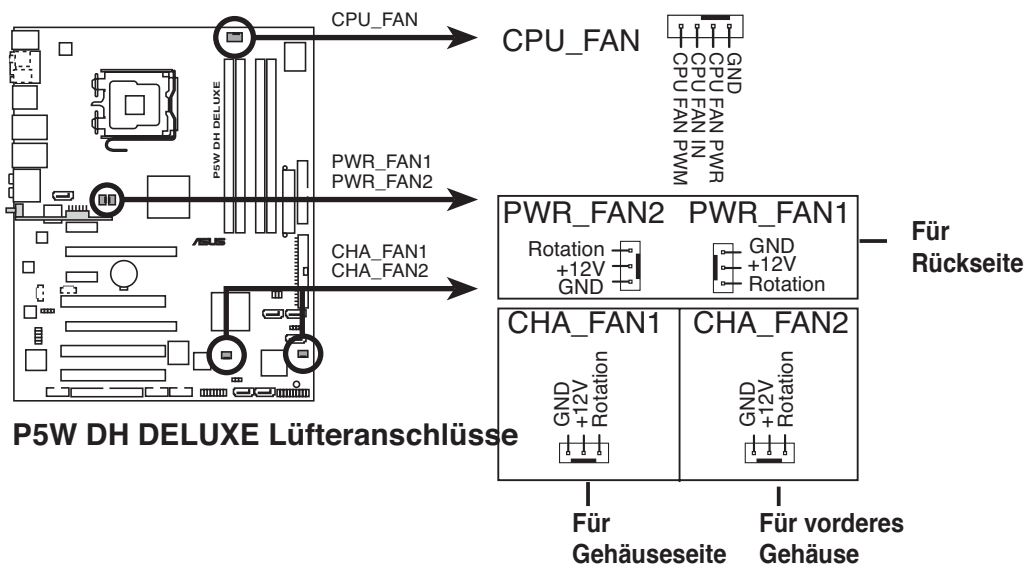 CPU_FAN
CPU_FAN
CPU FAN PWM
CPU FAN IN
CPU FAN PWR
GND
P5W DH DELUXE
PWR_FAN1
PWR_FAN2
PWR_FAN2
Rotation
+12V
GND
PWR_FAN1
GND
+12V
Rotation
Für
Rückseite
/SUS
CHA_FAN1
CHA_FAN2
CHA_FAN1
GND
+12V
Rotation
CHA_FAN2
GND
+12V
Rotation
P5W DH DELUXE Lüfteranschlüsse
Für
Gehäuseseite
Für vorderes
Gehäuse